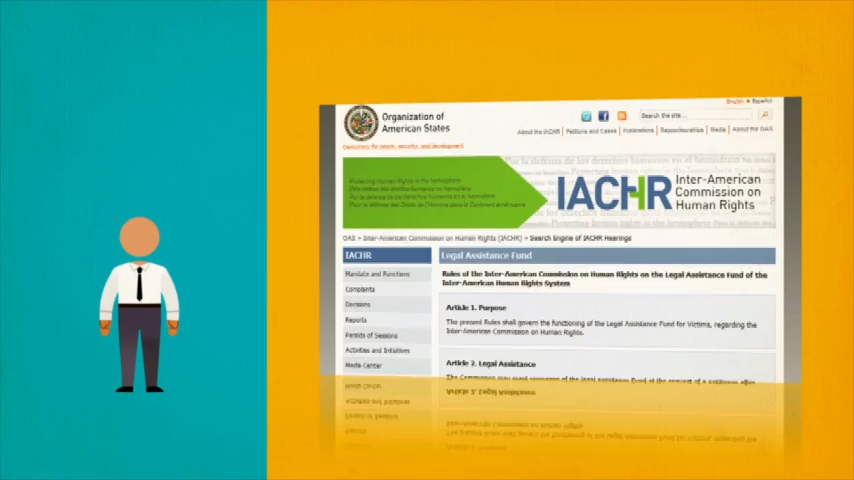 English • Español
Organization of
American States
Democracy for peace, security, and development
Search the site...
About the IACHR | Petitions and Cases | Publications | Rapporteurships | Media | About the OAS
Protecting Human Rights in the hemisphere
Por la defensa de los derechos humanos en el hemisferio
IACHR
Inter-American
Commission on
Human Rights
OAS > Inter-American Commission on Human Rights (IACHR) > Search Engine of IACHR Hearings
IACHR
Legal Assistance Fund
Mandate and Functions
Complaints
Decisions
Reports
Periods of Sessions
Activities and Initiatives
Media Center
Rules of the Inter-American Commission on Human Rights on the Legal Assistance Fund of the
Inter-American Human Rights System
Article 1. Purpose
The present Rules shall govern the functioning of the Legal Assistance Fund for Victims, regarding the
Inter-American Commission on Human Rights.
Article 2. Legal Assistance